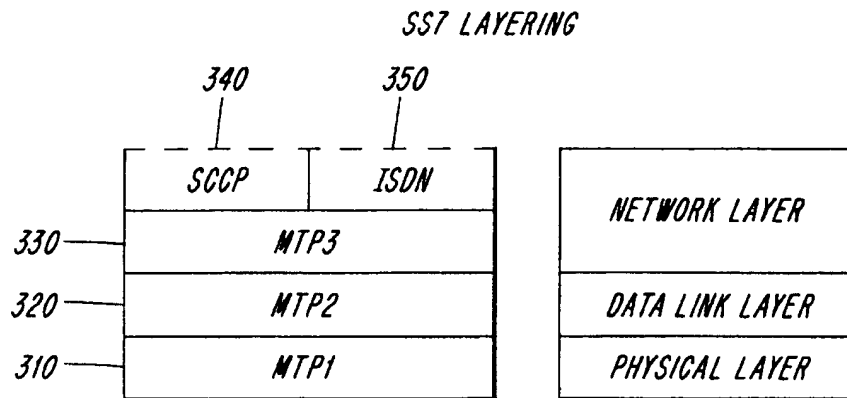 SS7 LAYERING
340 350
SCCP ISDN NETWORK LAYER
330 MTP3
320 MTP2 DATA LINK LAYER
310 MTP1 PHYSICAL LAYER